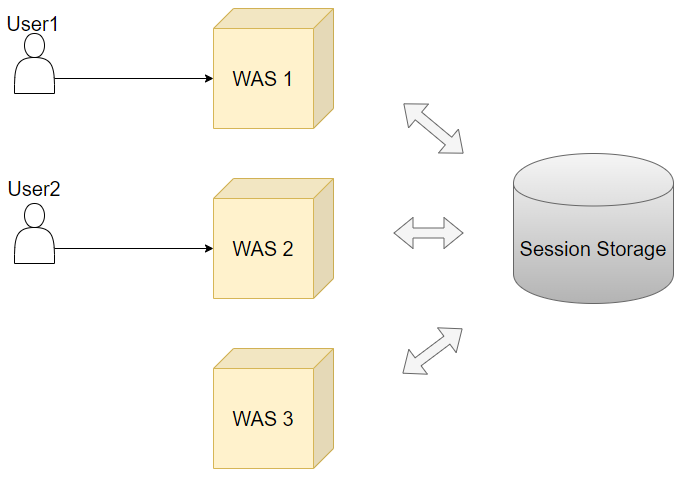 User1
WAS 1
User2
WAS 2
Session Storage
WAS 3